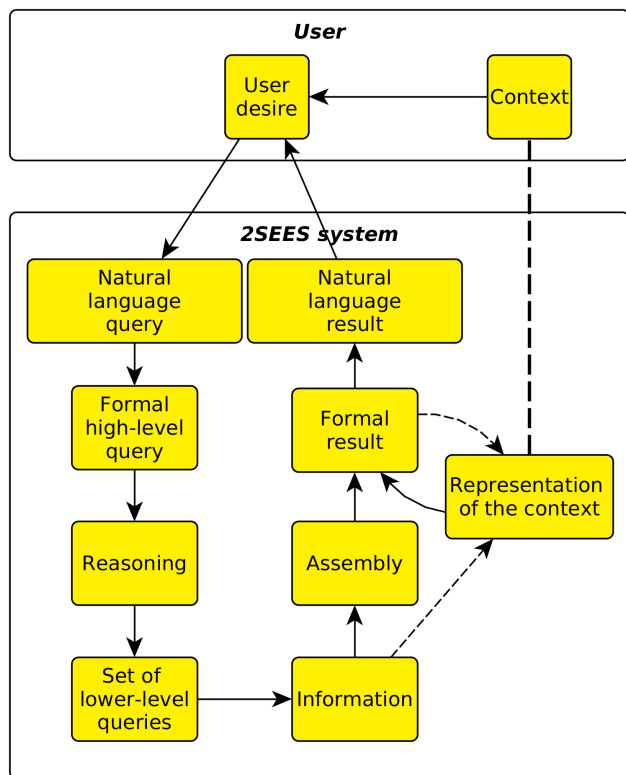 User
User
desire
Context
2SEES system
Natural
language
query
Natural
language
result
Formal
high-level
query
Formal
result
Representation
of the context
Reasoning
Assembly
Set of
lower-level
queries
Information